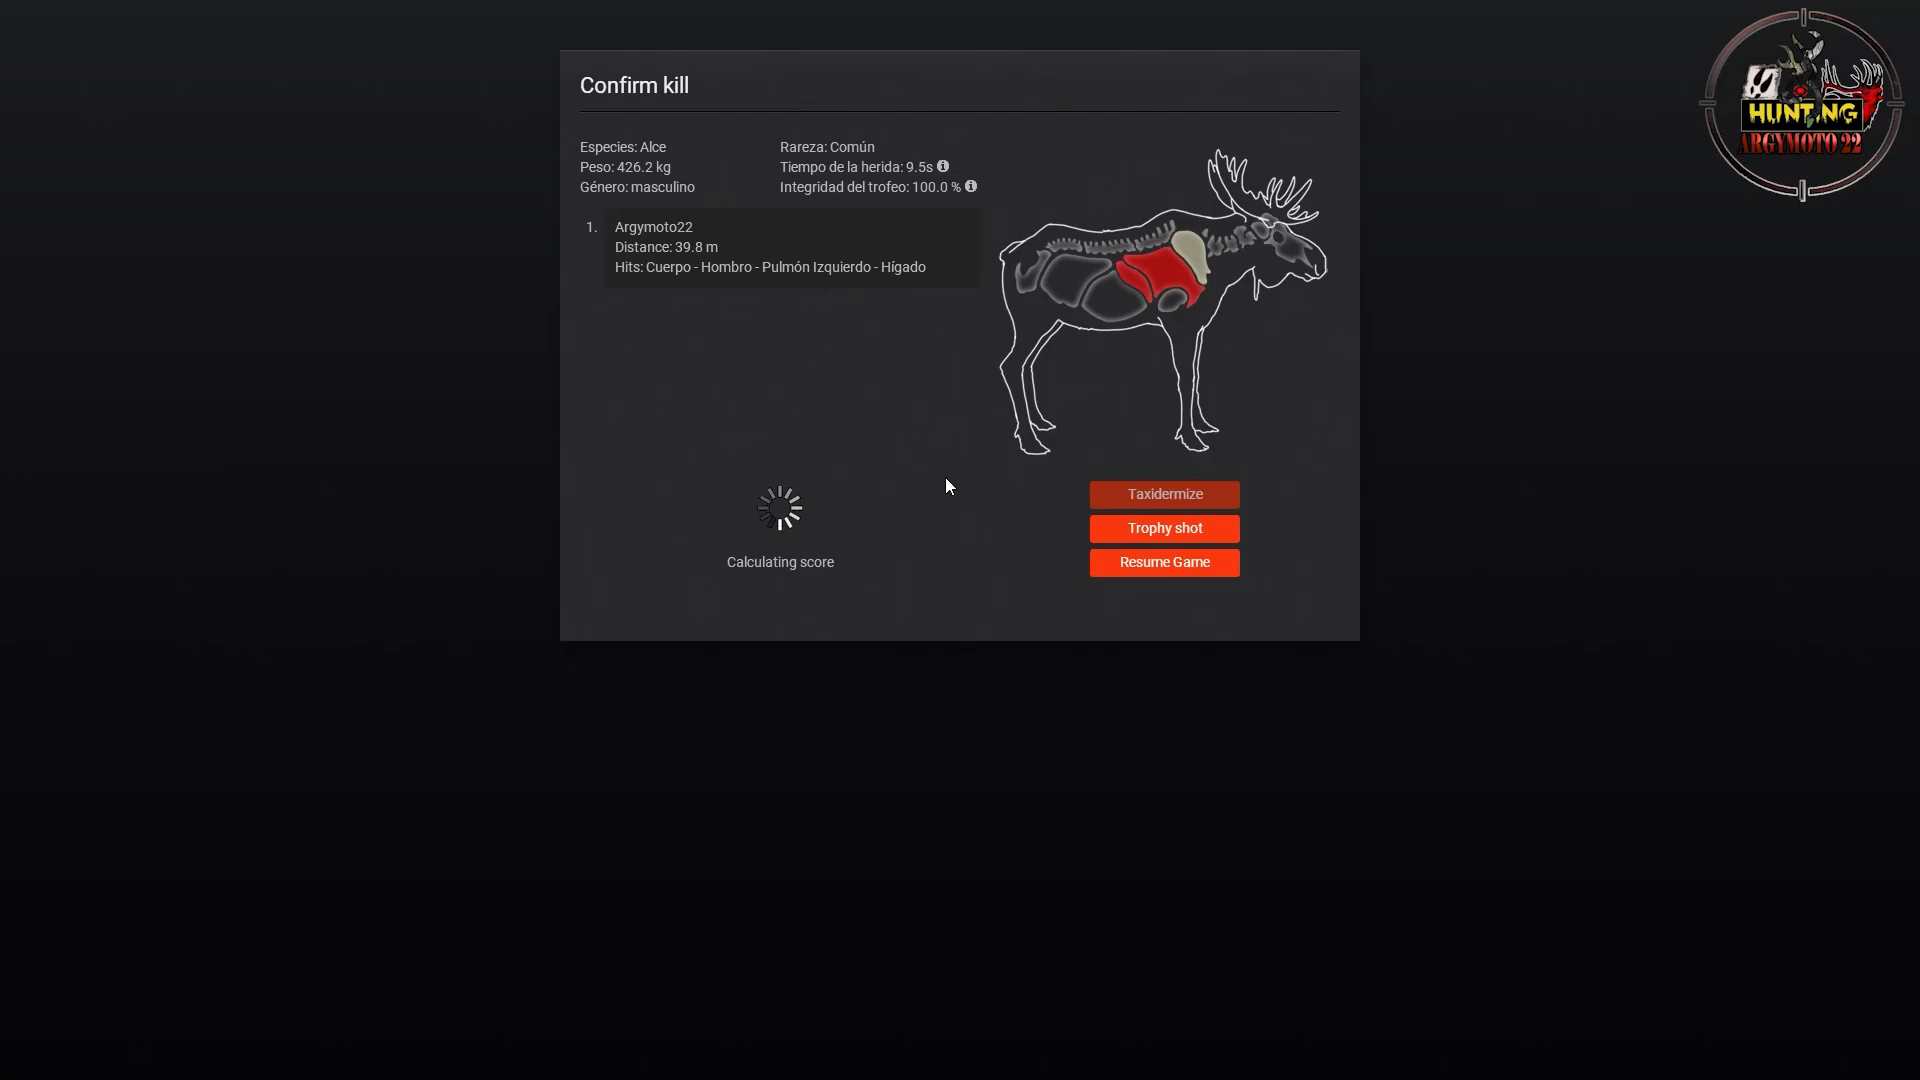 Confirm kill
Especies: Alce
Peso: 426.2 kg
Género: masculino
Rareza: Común
Tiempo de la herida: 9.5s
Integridad del trofeo: 100.0 %
1. Argymoto22
Distance: 39.8 m
Hits: Cuerpo - Hombro - Pulmón Izquierdo - Hígado
Calculating score
Taxidermize
Trophy shot
Resume Game
HUNTING
ARGYMOTO 22